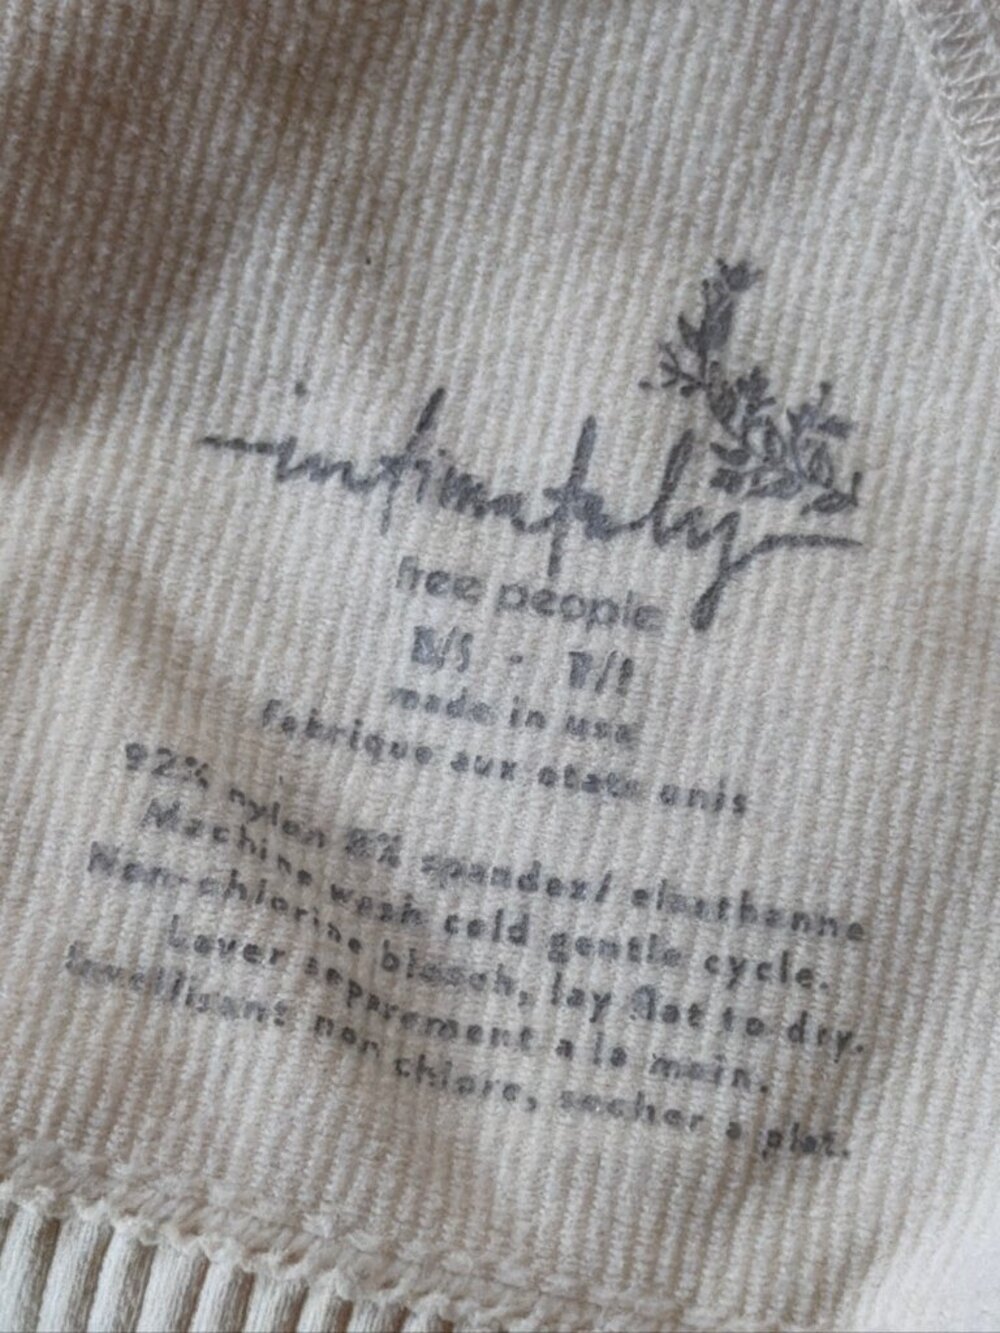 intimately
free people
made in usa
fabrique aux etats unis
92% nylon 8% spandex/ elasthanne
Machine wash cold gentle cycle.
Non-chlorine bleach, lay flat to dry.
Laver separement a la main.
non chlore, secher a plat.